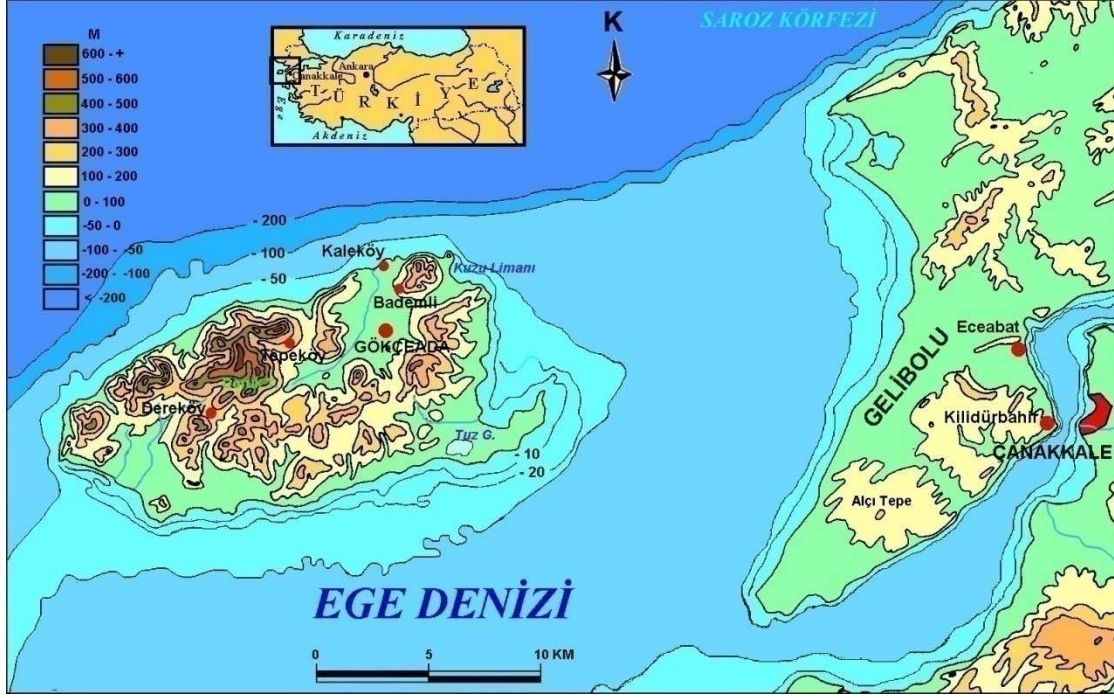 M
600 - +
500 - 600
400 - 500
300 - 400
200 - 300
100 - 200
0 - 100
-50 - 0
-100 - -50
-200 - -100
< -200
Karadeniz
Ankara
Çanakkale
TÜRKİYE
Ege
Akdeniz
K
SAROZ KÖRFEZİ
- 200
- 100
- 50
Kaleköy
Kuzu Limanı
Bademli
GÖKÇEADA
Tepeköy
Dereköy
Tuz G.
- 10
- 20
GELİBOLU
Eceabat
Kilidürbahir
ÇANAKKALE
Alçı Tepe
EGE DENİZİ
0 5 10 KM